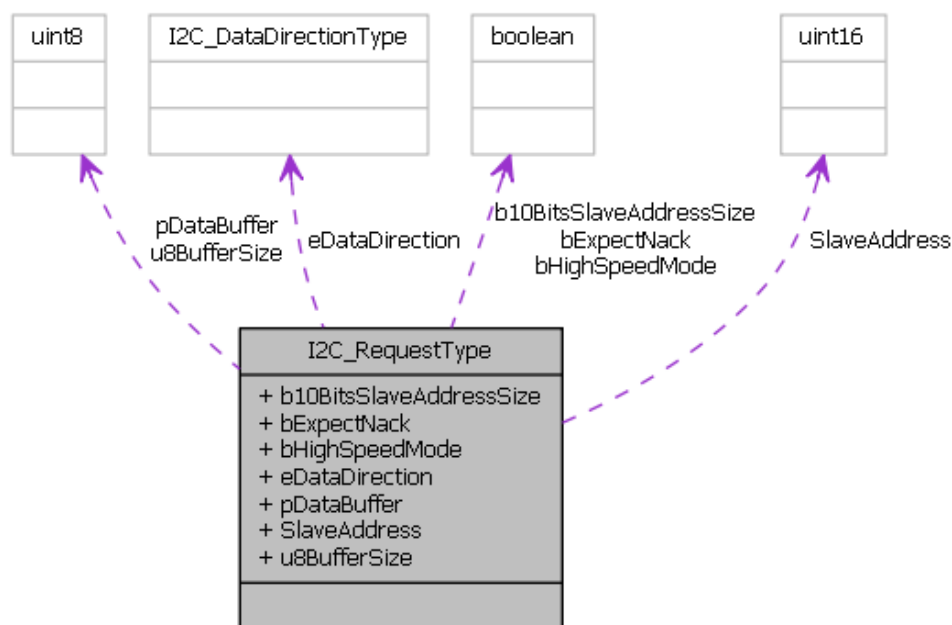 uint8
I2C_DataDirectionType
boolean
uint16
pDataBuffer
u8BufferSize
eDataDirection
b10BitsSlaveAddressSize
bExpectNack
bHighSpeedMode
SlaveAddress
I2C_RequestType
+ b10BitsSlaveAddressSize
+ bExpectNack
+ bHighSpeedMode
+ eDataDirection
+ pDataBuffer
+ SlaveAddress
+ u8BufferSize